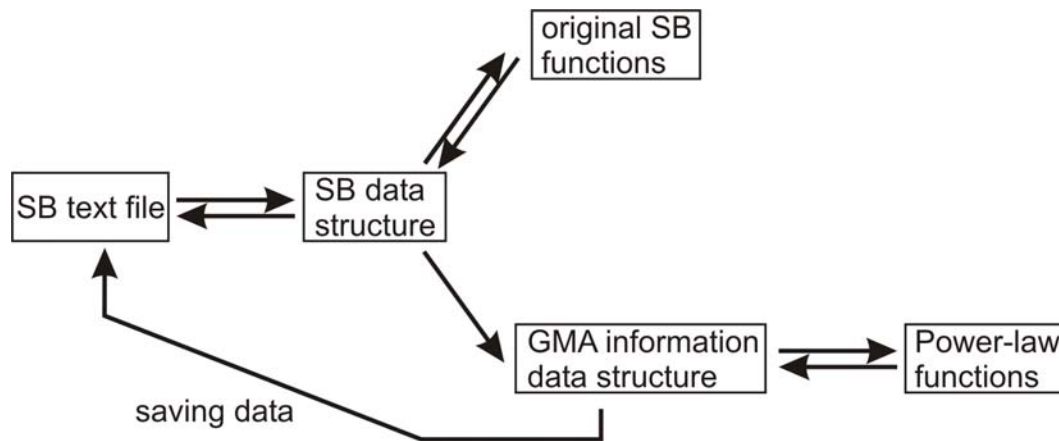 original SB
functions
SB text file
SB data
structure
GMA information
data structure
Power-law
functions
saving data